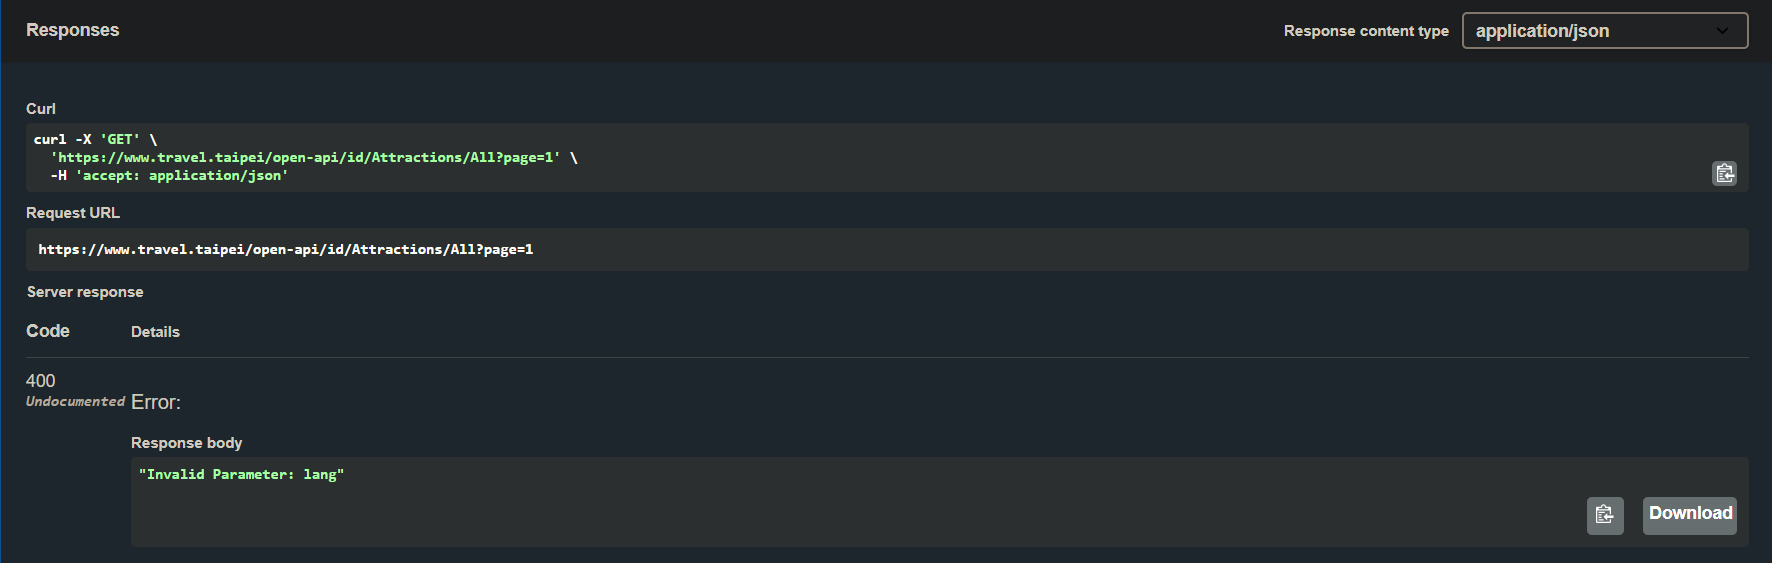 Responses
Response content type
application/json
Curl
curl -X 'GET' \
'https://www.travel.taipei/open-api/id/Attractions/All?page=1' \
-H 'accept: application/json'
Request URL
https://www.travel.taipei/open-api/id/Attractions/All?page=1
Server response
Code Details
400
Undocumented Error:
Response body
"Invalid Parameter: lang"
Download